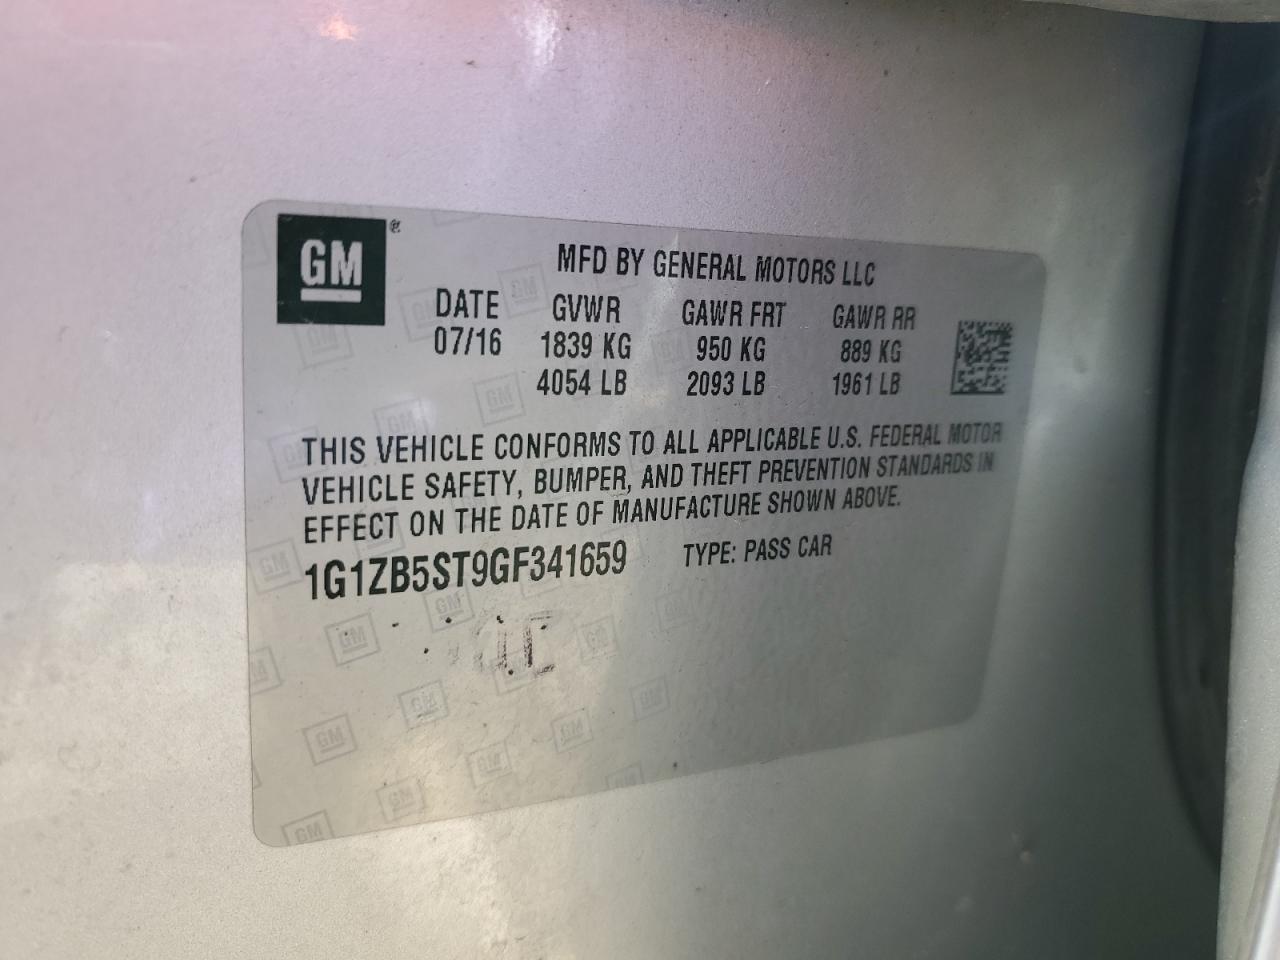 GM®
MFD BY GENERAL MOTORS LLC
DATE GVWR GAWR FRT GAWR RR
07/16 1839 KG 950 KG 889 KG
4054 LB 2093 LB 1961 LB
THIS VEHICLE CONFORMS TO ALL APPLICABLE U.S. FEDERAL MOTOR
VEHICLE SAFETY, BUMPER, AND THEFT PREVENTION STANDARDS IN
EFFECT ON THE DATE OF MANUFACTURE SHOWN ABOVE.
1G1ZB5ST9GF341659 TYPE: PASS CAR